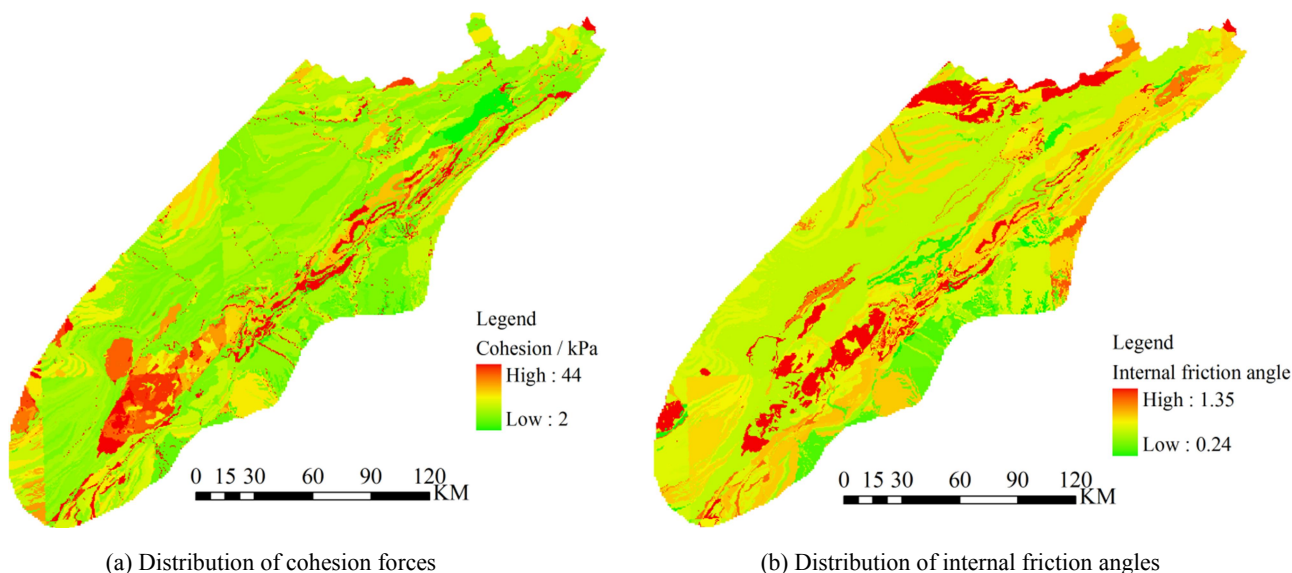 Legend
Cohesion / kPa
High : 44
Low : 2
0 15 30 60 90 120
KM
(a) Distribution of cohesion forces
Legend
Internal friction angle
High : 1.35
Low : 0.24
0 15 30 60 90 120
KM
(b) Distribution of internal friction angles